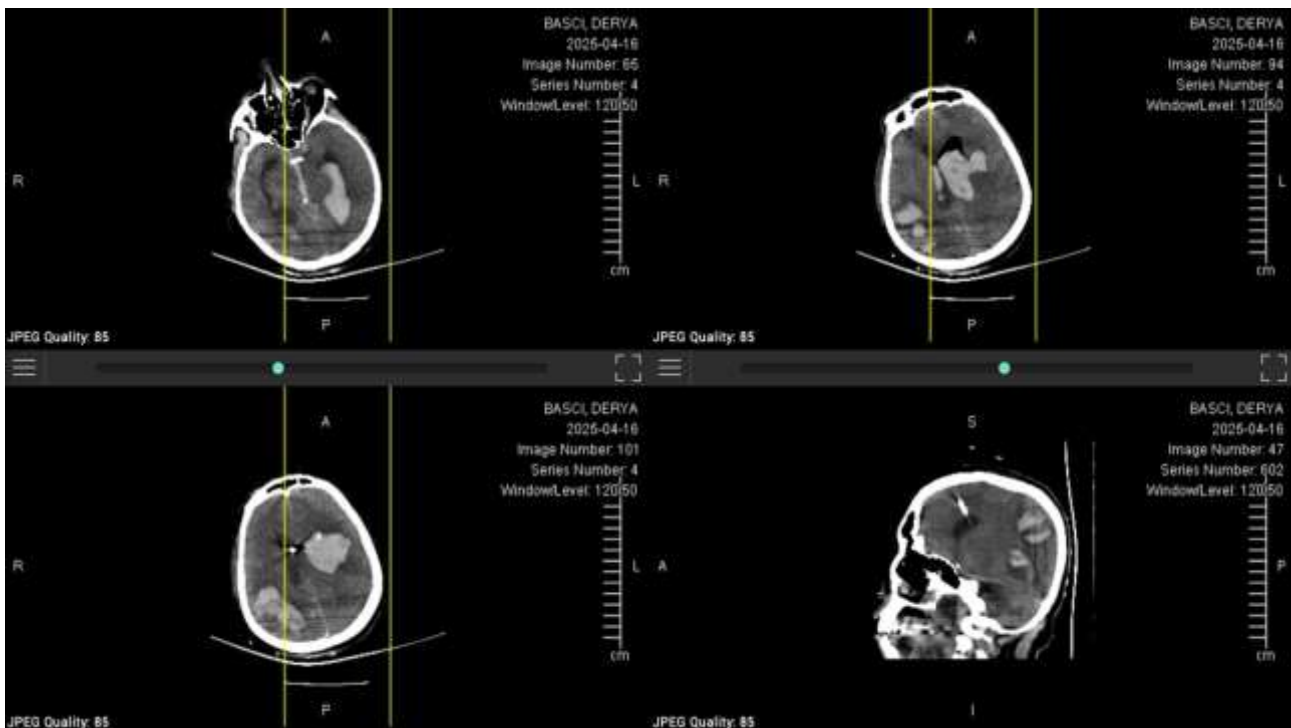 A
BASCI, DERYA
2025-04-16
Image Number: 65
Series Number: 4
Window/Level: 120:50
R
L
cm
P
JPEG Quality: 85
A
BASCI, DERYA
2025-04-16
Image Number: 94
Series Number: 4
Window/Level: 120:50
R
L
cm
P
JPEG Quality: 85
A
BASCI, DERYA
2025-04-16
Image Number: 101
Series Number: 4
Window/Level: 120:50
R
L
cm
P
JPEG Quality: 85
S
BASCI, DERYA
2025-04-16
Image Number: 47
Series Number: 602
Window/Level: 120:50
A
P
cm
I
JPEG Quality: 85